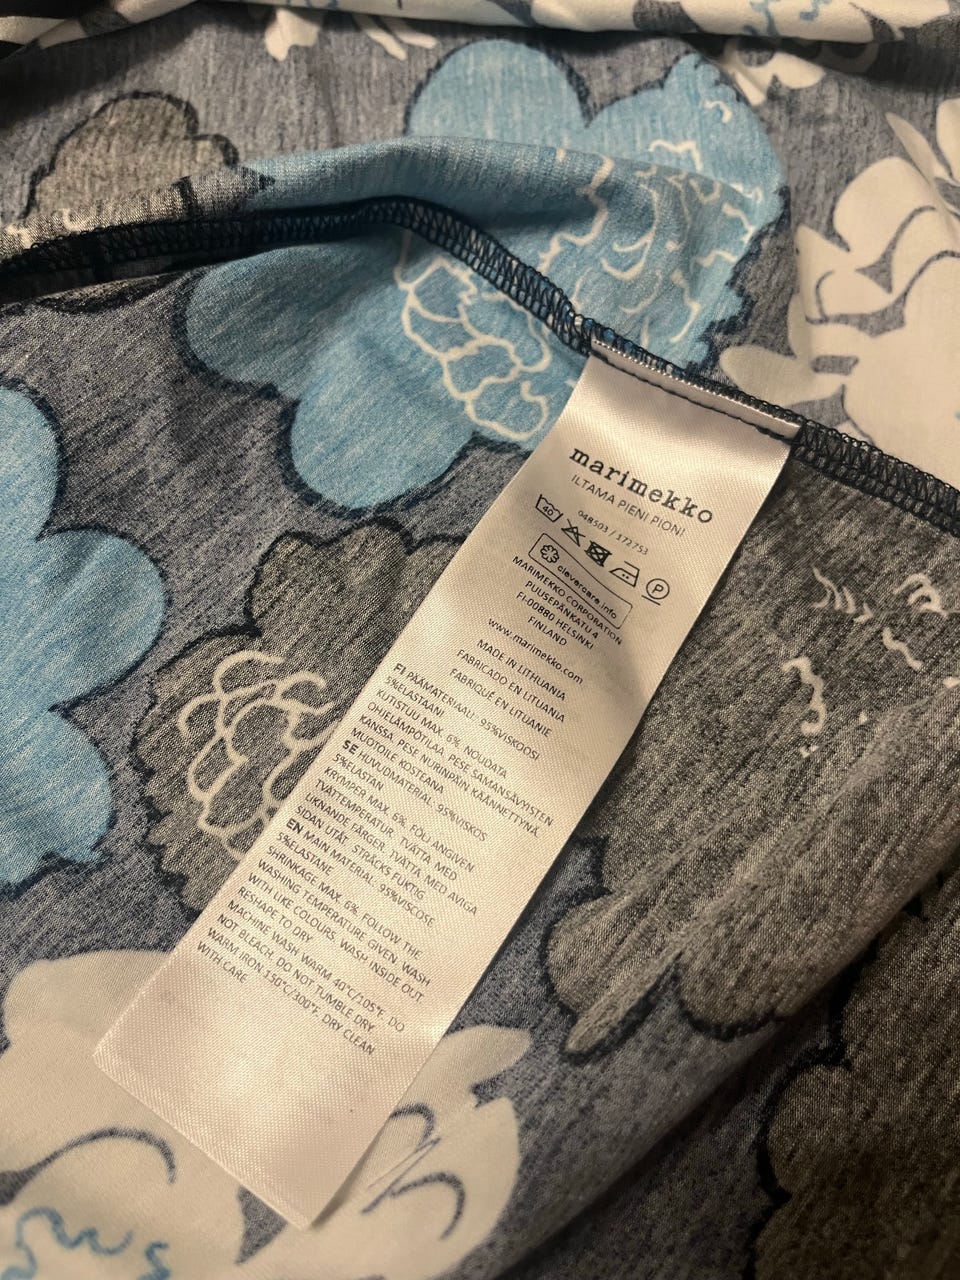 marimekko
ILTAMA PIENI PIONI
048503 / 172753
40
P
clevercare.info
MARIMEKKO CORPORATION
PUUSEPÄNKATU 4
FI-00880 HELSINKI
FINLAND
www.marimekko.com
MADE IN LITHUANIA
FABRICADO EN LITUANIA
FABRIQUÉ EN LITUANIE
FI PÄÄMATERIAALI: 95%VISKOOSI
5%ELASTAANI
KUTISTUU MAX. 6%. NOUDATA
OHJELÄMPÖTILAA. PESE SAMANSÄVYISTEN
KANSSA. PESE NURINPÄIN KÄÄNNETTYNÄ.
MUOTOILE KOSTEANA
SE HUVUDMATERIAL: 95%VISKOS
5%ELASTAN
KRYMPER MAX. 6%. FÖLJ ANGIVEN
TVÄTTEMPERATUR. TVÄTTA MED
LIKNANDE FÄRGER. TVÄTTA MED AVIGA
SIDAN UTÅT. STRÄCKS FUKTIG
EN MAIN MATERIAL: 95%VISCOSE
5%ELASTANE
SHRINKAGE MAX. 6%. FOLLOW THE
WASHING TEMPERATURE GIVEN. WASH
WITH LIKE COLOURS. WASH INSIDE OUT.
RESHAPE TO DRY
MACHINE WASH WARM 40°C/105°F. DO
NOT BLEACH. DO NOT TUMBLE DRY.
WARM IRON 150°C/300°F. DRY CLEAN
WITH CARE